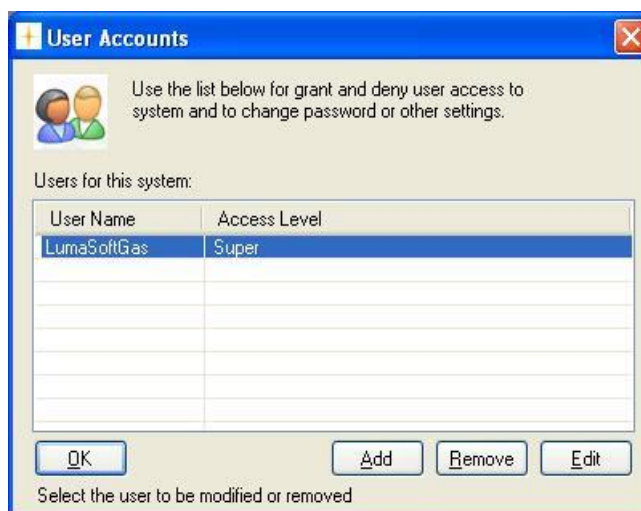 User Accounts
Use the list below for grant and deny user access to
system and to change password or other settings.
Users for this system:
User Name Access Level
LumaSoftGas Super
OK Add Remove Edit
Select the user to be modified or removed